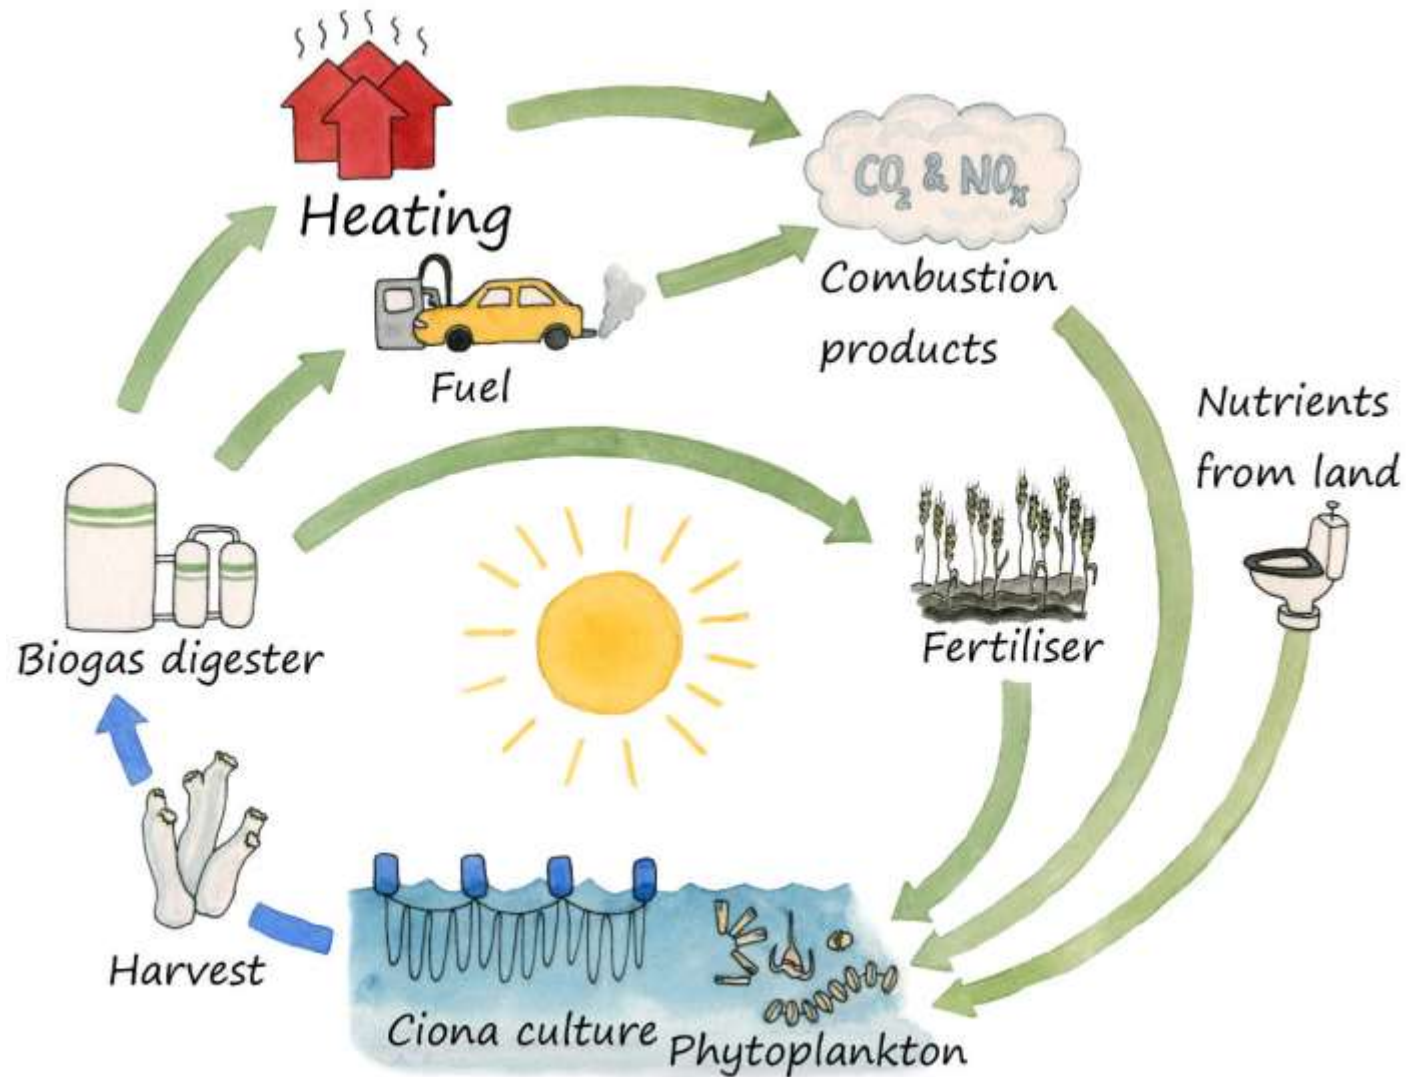 Heating
CO₂ & NOₓ
Combustion
products
Fuel
Nutrients
from land
Biogas digester
Fertiliser
Harvest
Ciona culture
Phytoplankton